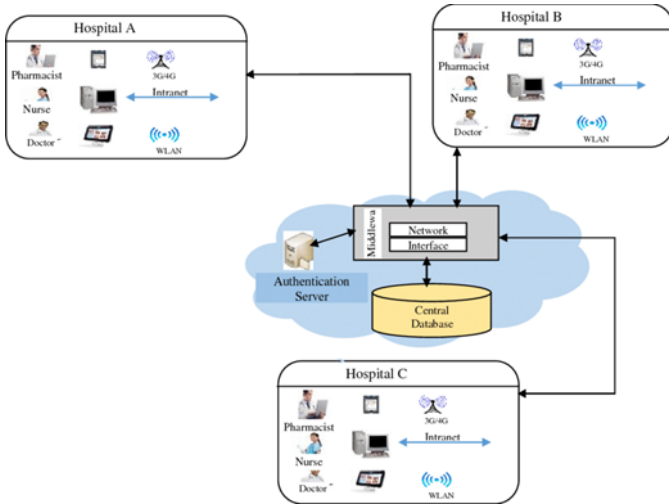 Hospital A
Pharmacist
3G/4G
Nurse
Intranet
Doctor
WLAN
Hospital B
Pharmacist
3G/4G
Nurse
Intranet
Doctor
WLAN
Middlewa
Network
Interface
Authentication
Server
Central
Database
Hospital C
Pharmacist
3G/4G
Nurse
Intranet
Doctor
WLAN